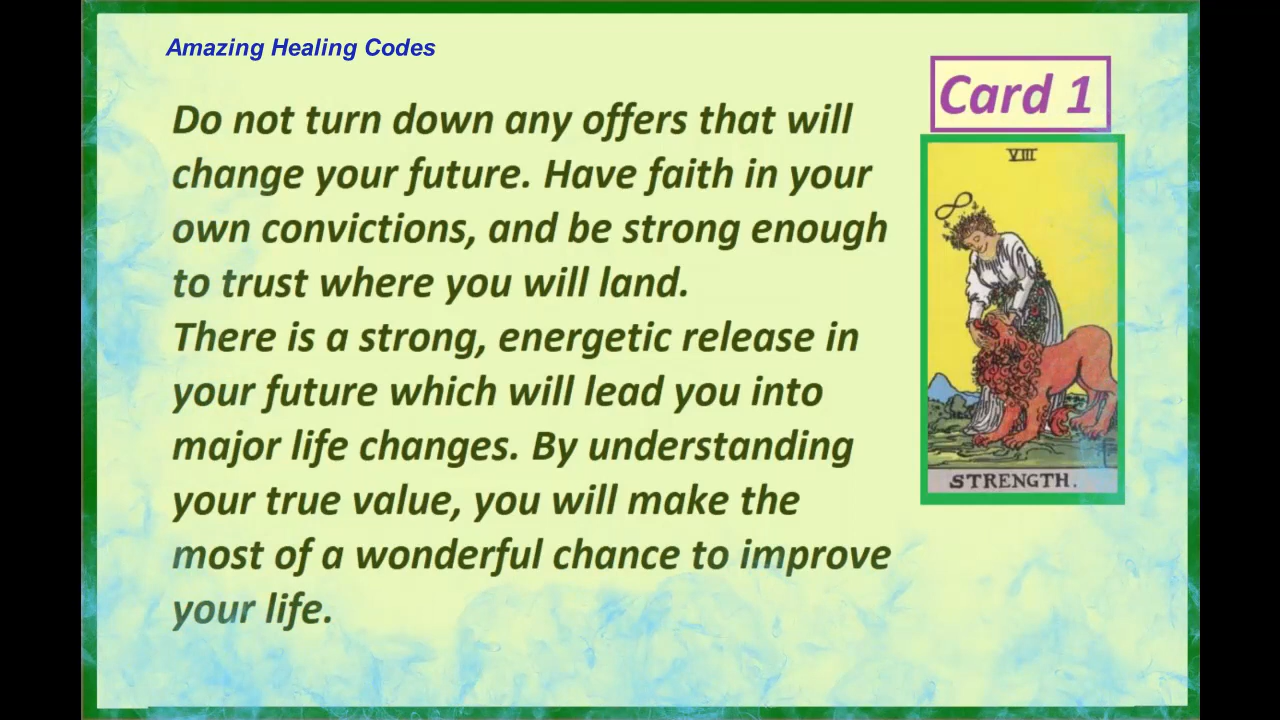 Amazing Healing Codes
Card 1
Do not turn down any offers that will
change your future. Have faith in your
own convictions, and be strong enough
to trust where you will land.
There is a strong, energetic release in
your future which will lead you into
major life changes. By understanding
your true value, you will make the
most of a wonderful chance to improve
your life.
VIII
STRENGTH.